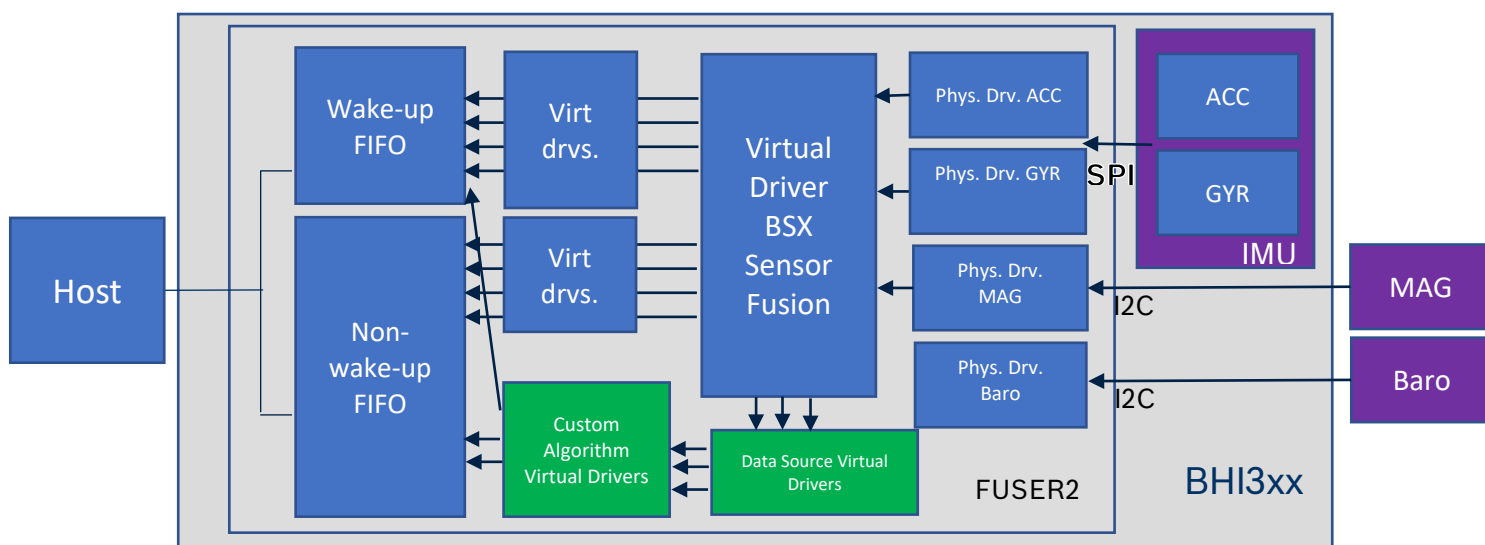 Host
Wake-up
FIFO
Non-
wake-up
FIFO
Virt
drvs.
Virt
drvs.
Custom
Algorithm
Virtual Drivers
Virtual
Driver
BSX
Sensor
Fusion
Data Source Virtual
Drivers
Phys. Drv. ACC
Phys. Drv. GYR
Phys. Drv.
MAG
Phys. Drv.
Baro
FUSER2
SPI
I2C
I2C
ACC
GYR
IMU
BHI3xx
MAG
Baro